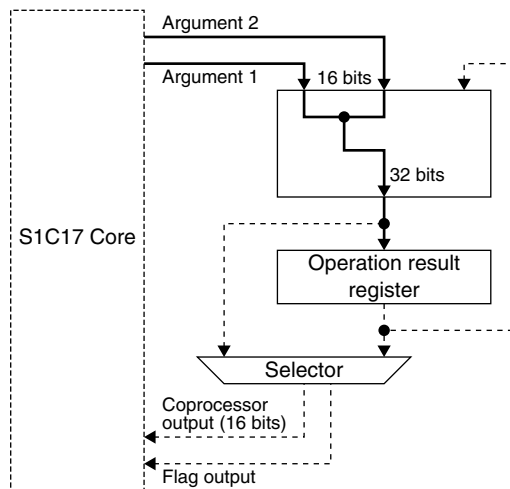 Argument 2
Argument 1
16 bits
32 bits
S1C17 Core
Operation result
register
Selector
Coprocessor
output (16 bits)
Flag output